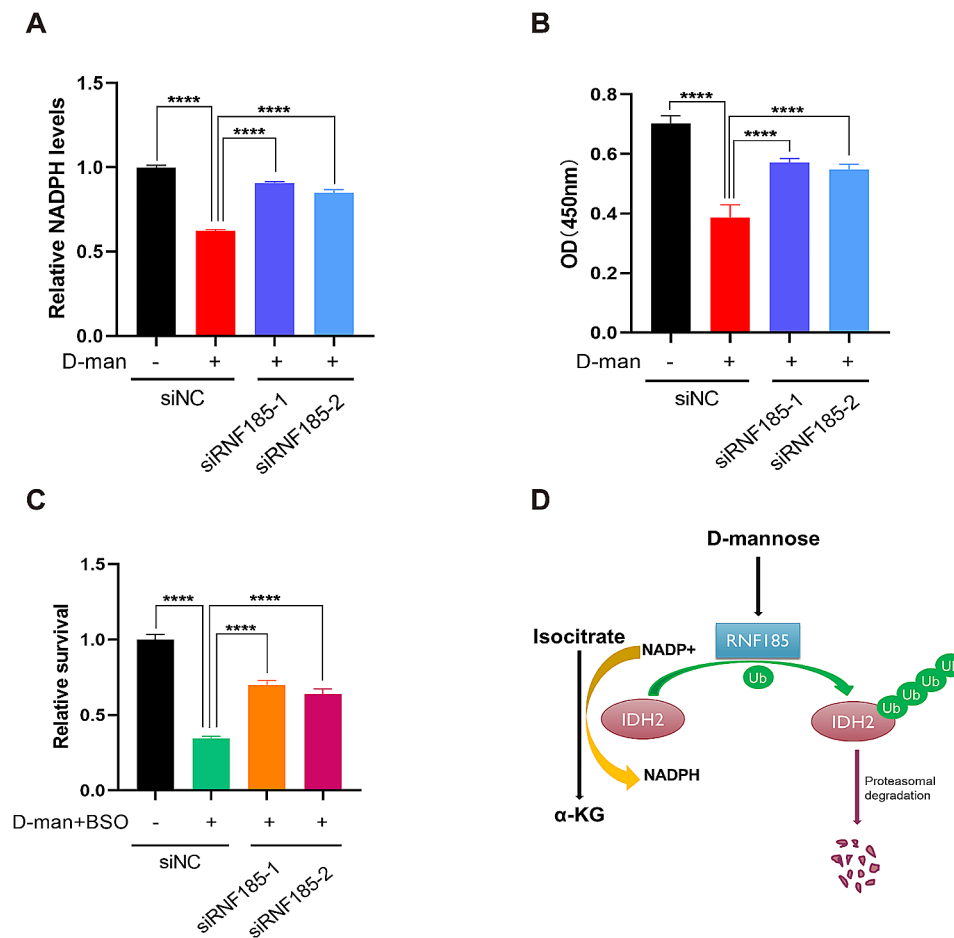 A
Relative NADPH levels
1.5
1.0
0.5
0.0
****
****
****
D-man - + + +
siNC
siRNF185-1
siRNF185-2
B
OD(450nm)
0.8
0.6
0.4
0.2
0.0
****
****
****
D-man - + + +
siNC
siRNF185-1
siRNF185-2
C
Relative survival
1.5
1.0
0.5
0.0
****
****
****
D-man+BSO - + + +
siNC
siRNF185-1
siRNF185-2
D
D-mannose
Isocitrate
NADP+
RNF185
Ub
IDH2
IDH2
Ub
Ub
Ub
Ub
NADPH
α-KG
Proteasomal
degradation